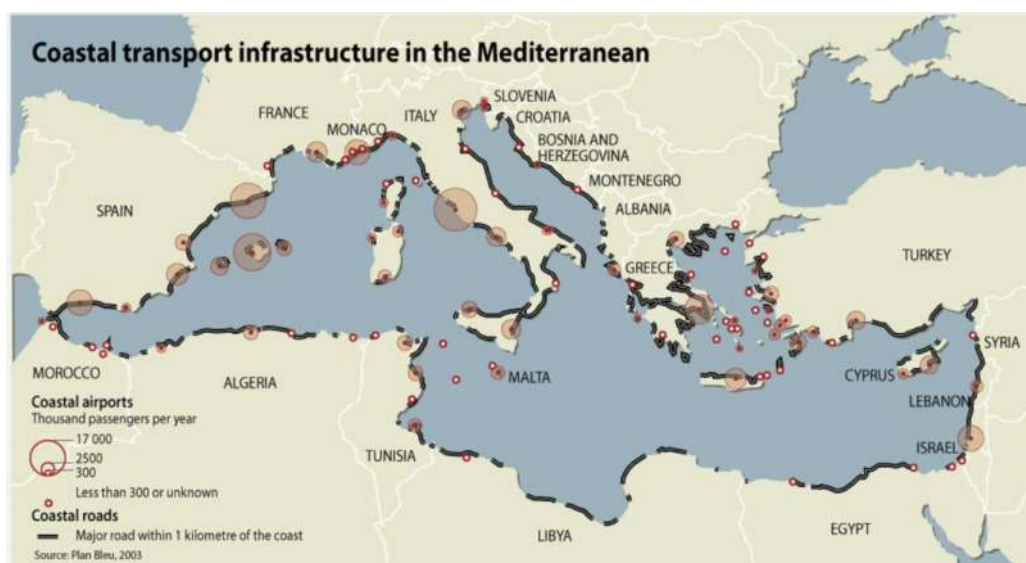 Coastal transport infrastructure in the Mediterranean
SLOVENIA
FRANCE
ITALY
CROATIA
MONACO
BOSNIA AND
HERZEGOVINA
MONTENEGRO
SPAIN
ALBANIA
TURKEY
GREECE
SYRIA
MOROCCO
ALGERIA
MALTA
CYPRUS
LEBANON
Coastal airports
Thousand passengers per year
17 000
2500
300
TUNISIA
ISRAEL
Less than 300 or unknown
Coastal roads
Major road within 1 kilometre of the coast
LIBYA
EGYPT
Source: Plan Bleu, 2003